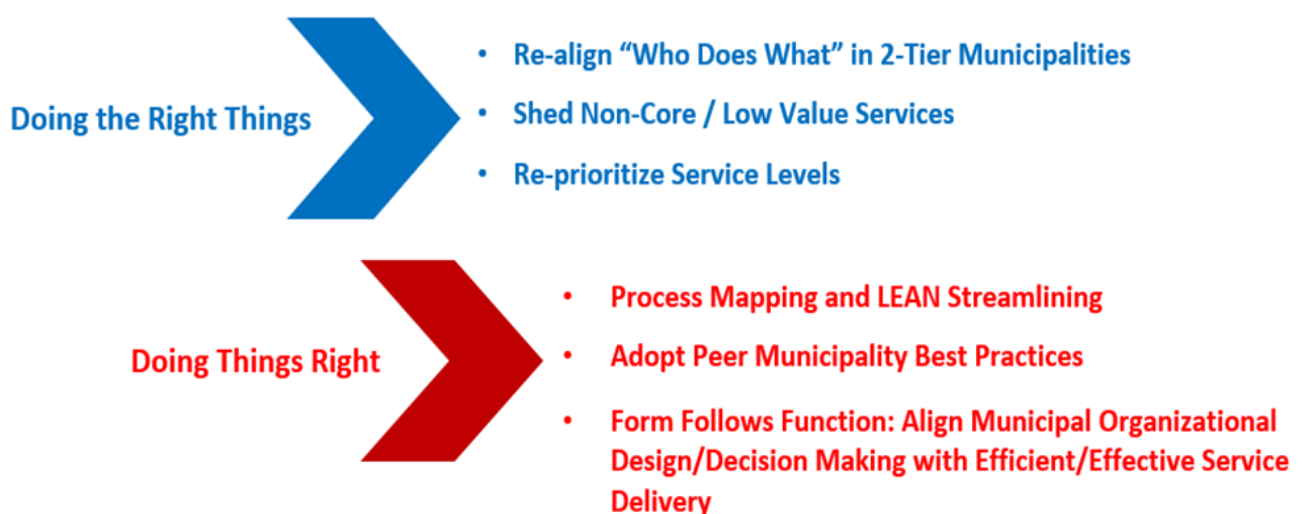 Doing the Right Things
• Re-align “Who Does What” in 2-Tier Municipalities
• Shed Non-Core / Low Value Services
• Re-prioritize Service Levels
Doing Things Right
• Process Mapping and LEAN Streamlining
• Adopt Peer Municipality Best Practices
• Form Follows Function: Align Municipal Organizational
Design/Decision Making with Efficient/Effective Service
Delivery